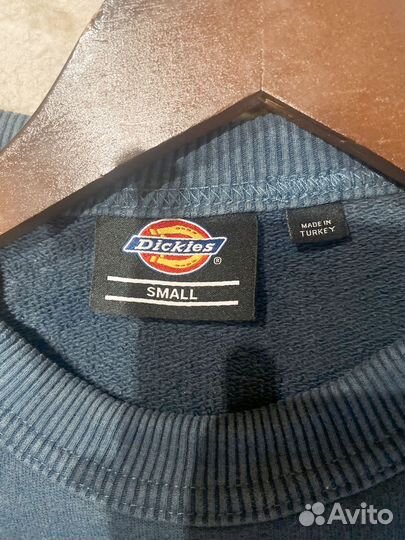 Dickies
®
SMALL
MADE IN
TURKEY
Avito